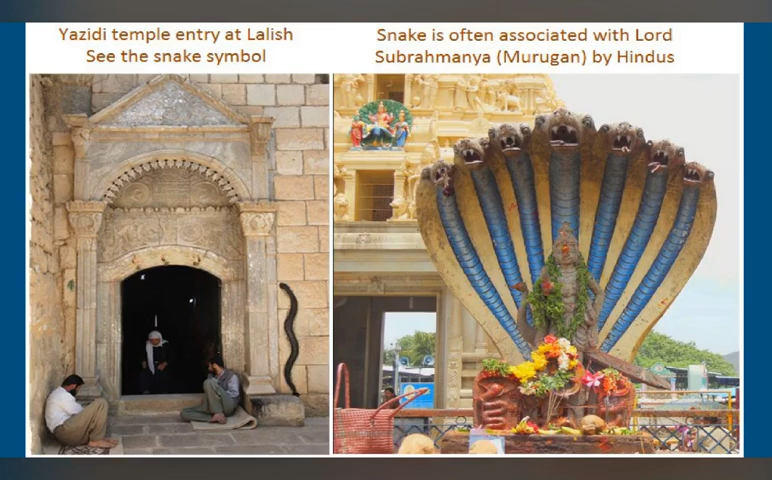 Yazidi temple entry at Lalish
See the snake symbol
Snake is often associated with Lord
Subrahmanya (Murugan) by Hindus